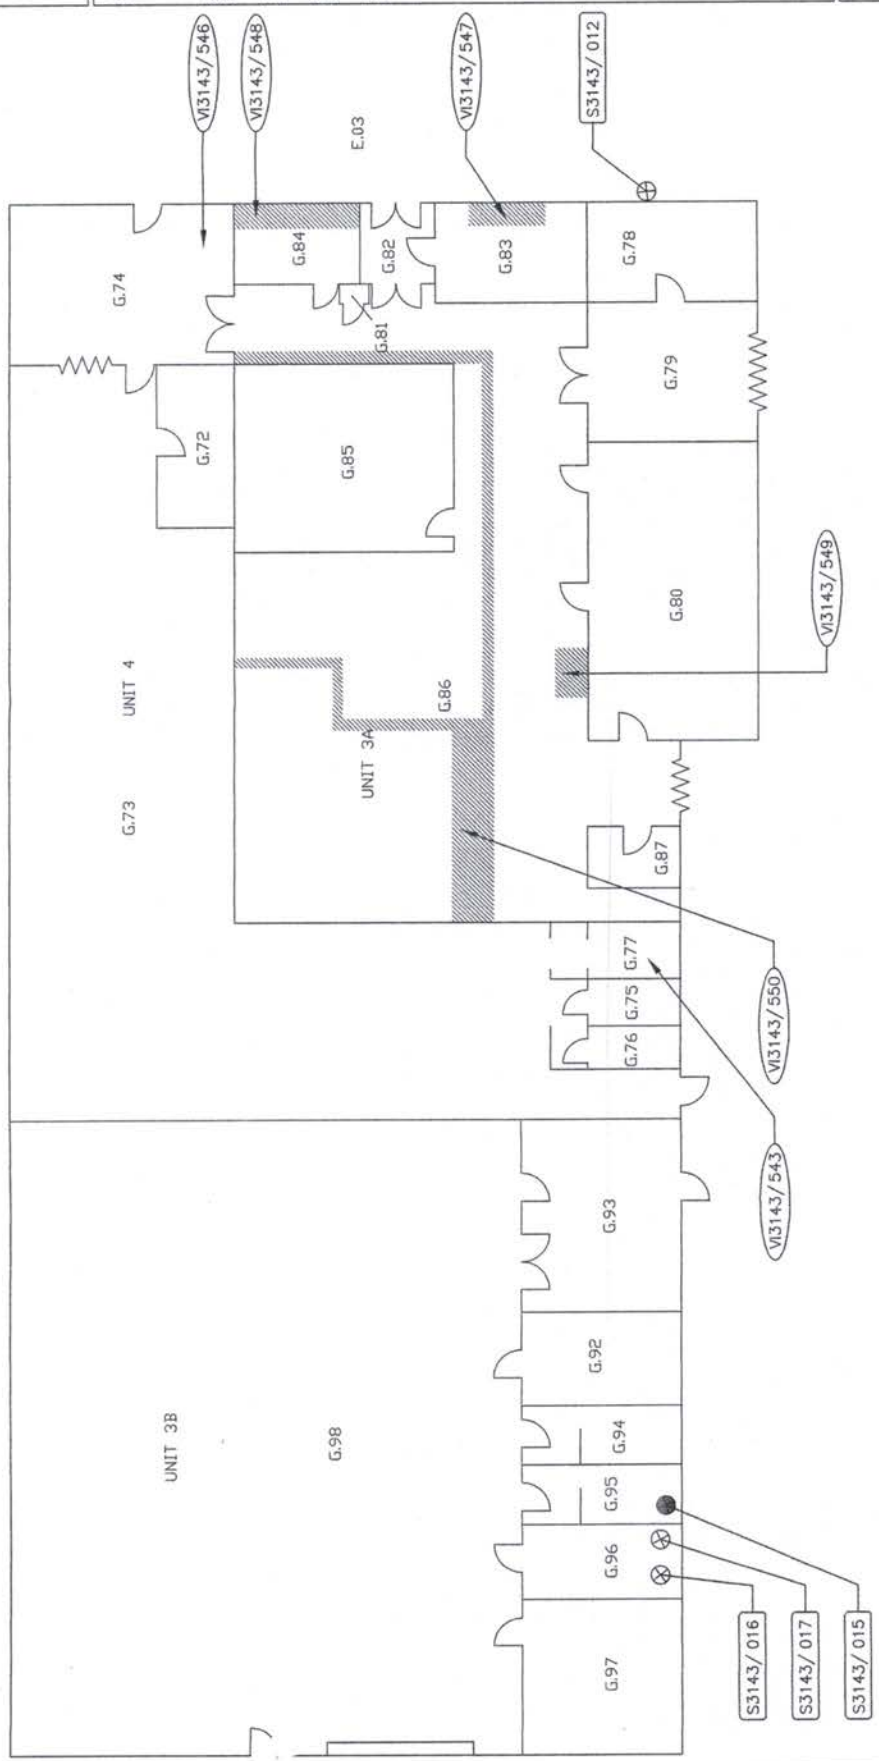 VI3143/546
VI3143/548
VI3143/547
S3143/ 012
E.03
G.74
G.84
G.82
G.83
G.78
G.81
G.72
G.85
G.79
UNIT 4
G.73
G.86
UNIT 3A
G.80
VI3143/549
G.87
G.77
G.75
G.76
VI3143/550
VI3143/543
UNIT 3B
G.98
G.93
G.92
G.94
G.95
G.96
G.97
S3143/ 016
S3143/ 017
S3143/ 015